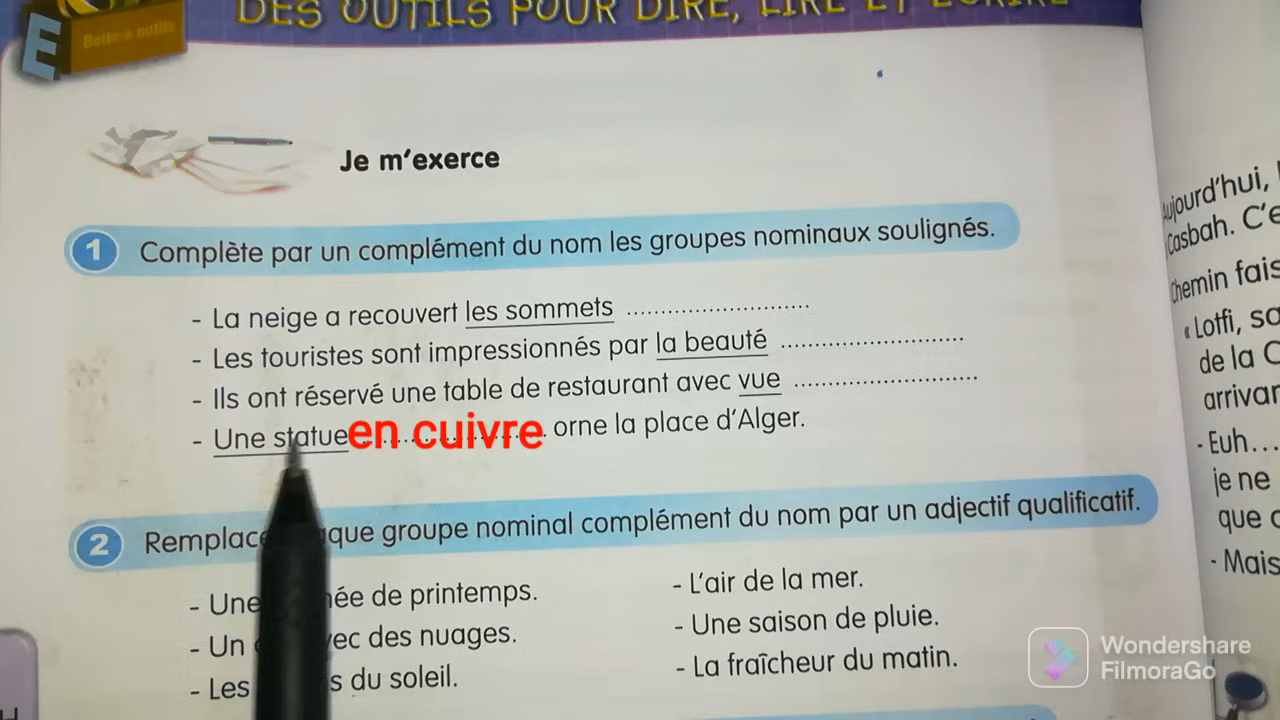 DES OUTILS POUR DIRE, LIRE ET ÉCRIRE
E
Boîte à outils
Je m'exerce
1 Complète par un complément du nom les groupes nominaux soulignés.
- La neige a recouvert les sommets ..........................
- Les touristes sont impressionnés par la beauté ..........................
- Ils ont réservé une table de restaurant avec vue ..........................
- Une statue en cuivre orne la place d'Alger.
2 Remplace que groupe nominal complément du nom par un adjectif qualificatif.
- Une née de printemps.
- Un vec des nuages.
- Les s du soleil.
- L'air de la mer.
- Une saison de pluie.
- La fraîcheur du matin.
Aujourd'hui,
Casbah. C'e
Chemin fais
« Lotfi, sa
de la C
arrivar
- Euh...
je ne
que c
- Mais
Wondershare
FilmoraGo